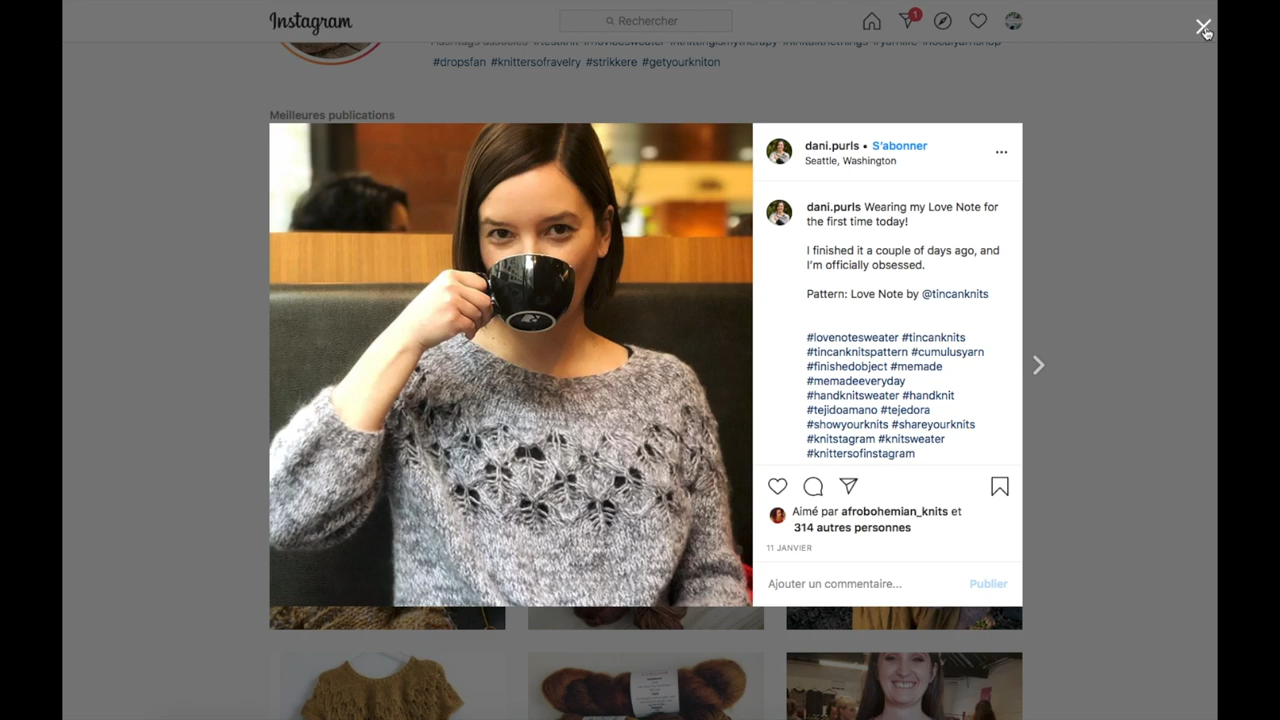 Instagram
Rechercher
1
#dropsfan #knittersofravelry #strikkere #getyourkniton
Meilleures publications
dani.purls • S'abonner
Seattle, Washington
dani.purls Wearing my Love Note for
the first time today!
I finished it a couple of days ago, and
I'm officially obsessed.
Pattern: Love Note by @tincanknits
#lovenotesweater #tincanknits
#tincanknitspattern #cumulusyarn
#finishedobject #memade
#memadeeveryday
#handknitsweater #handknit
#tejidoamano #tejedora
#showyourknits #shareyourknits
#knitstagram #knitsweater
#knittersofinstagram
Aimé par afrobohemian_knits et
314 autres personnes
11 JANVIER
Ajouter un commentaire...
Publier